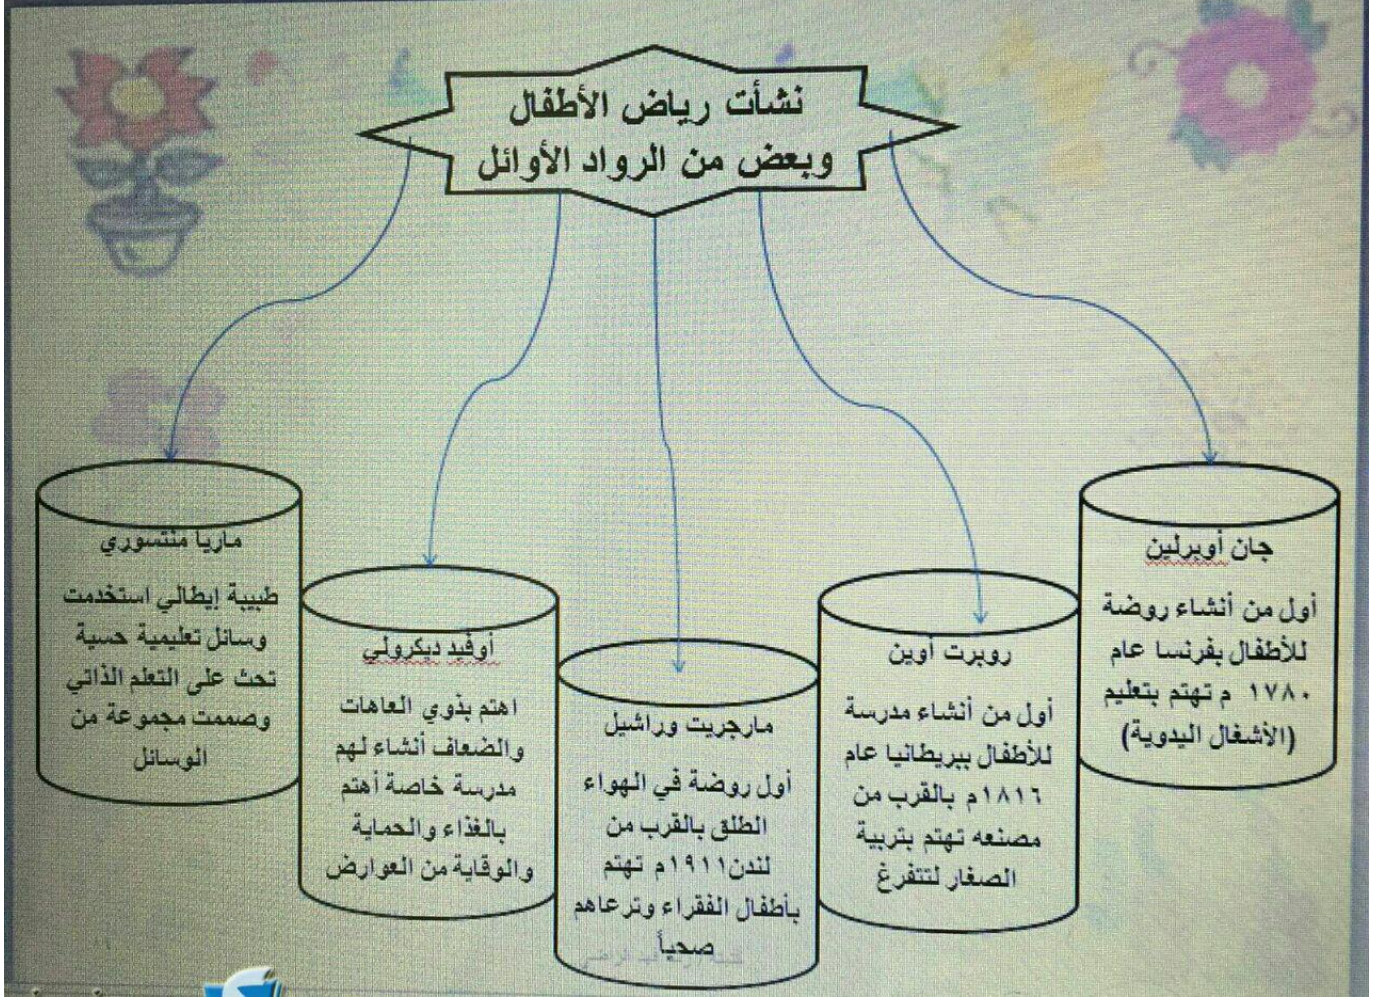 نشأت رياض الأطفال
وبعض من الرواد الأوائل
جان أوبرلين
أول من أنشاء روضة
للأطفال بفرنسا عام
١٧٨٠ م تهتم بتعليم
(الأشغال اليدوية)
روبرت أوين
أول من أنشاء مدرسة
للأطفال ببريطانيا عام
١٨١٦م بالقرب من
مصنعه تهتم بتربية
الصغار لتتفرغ
مارجريت وراشيل
أول روضة في الهواء
الطلق بالقرب من
لندن١٩١١م تهتم
بأطفال الفقراء وترعاهم
صحياً
أوفيد ديكرولي
اهتم بذوي العاهات
والضعاف أنشاء لهم
مدرسة خاصة أهتم
بالغذاء والحماية
والوقاية من العوارض
ماريا منتسوري
طبيبة إيطالي استخدمت
وسائل تعليمية حسية
تحث على التعلم الذاتي
وصممت مجموعة من
الوسائل